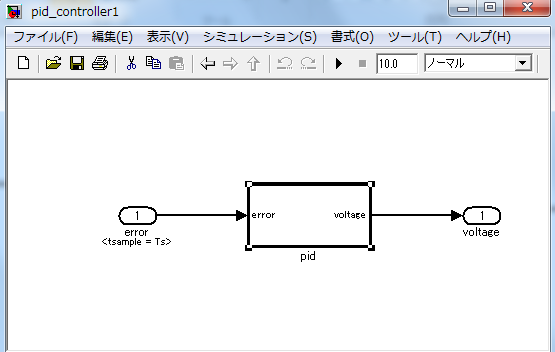 pid_controller1
ファイル(F) 編集(E) 表示(V) シミュレーション(S) 書式(O) ツール(T) ヘルプ(H)
10.0 ノーマル
1 error voltage 1
error voltage
<tsample = Ts>
pid